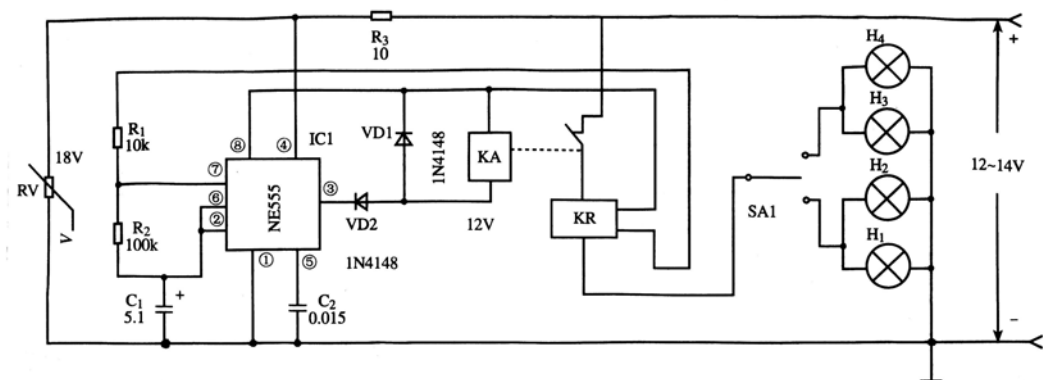 R₃
10
H₄
+
R₁
10k
⑧
④
IC1
VD1
1N4148
KA
H₃
18V
⑦
12~14V
RV
⑥
③
H₂
②
NE555
VD2
12V
KR
SA1
V
R₂
100k
①
⑤
1N4148
H₁
C₁
+
5.1
C₂
0.015
−